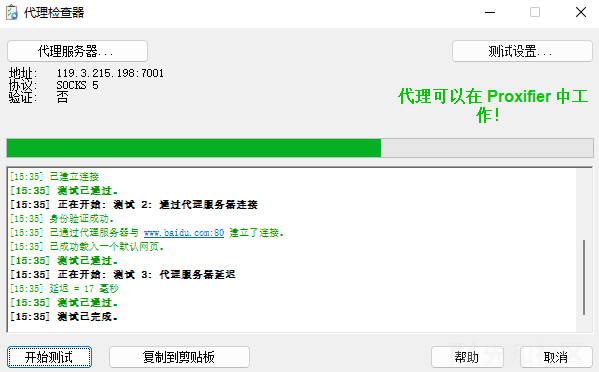 代理检查器
代理服务器...
测试设置...
地址: 119.3.215.198:7001
协议: SOCKS 5
验证: 否
代理可以在 Proxifier 中工
作!
[15:35] 已建立连接
[15:35] 测试已通过。
[15:35] 正在开始: 测试 2: 通过代理服务器连接
[15:35] 身份验证成功。
[15:35] 已通过代理服务器与 www.baidu.com:80 建立了连接。
[15:35] 已成功载入一个默认网页。
[15:35] 测试已通过。
[15:35] 正在开始: 测试 3: 代理服务器延迟
[15:35] 延迟 = 17 毫秒
[15:35] 测试已通过。
[15:35] 测试已完成。
开始测试
复制到剪贴板
帮助
取消